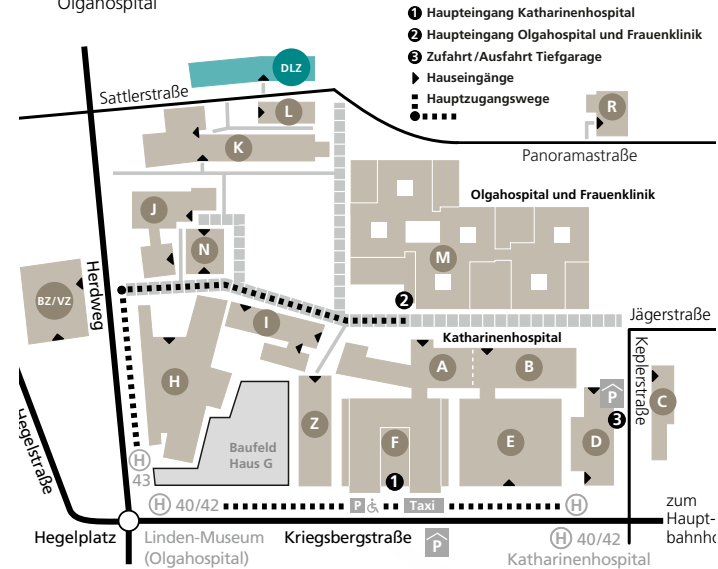 Olgahospital
1 Haupteingang Katharinenhospital
2 Haupteingang Olgahospital und Frauenklinik
3 Zufahrt/Ausfahrt Tiefgarage
Hauseingänge
Hauptzugangswege
DLZ
Sattlerstraße
L
R
K
Panoramastraße
Olgahospital und Frauenklinik
J
N
M
Herdweg
BZ/VZ
2
Jägerstraße
I
Katharinenhospital
Keplerstraße
A
B
H
P
C
3
Hegelstraße
Z
F
E
D
Baufeld
Haus G
H
43
1
H 40/42
P
Taxi
H
zum
Haupt-
Hegelplatz
Linden-Museum
(Olgahospital)
Kriegsbergstraße
P
H 40/42
Katharinenhospital